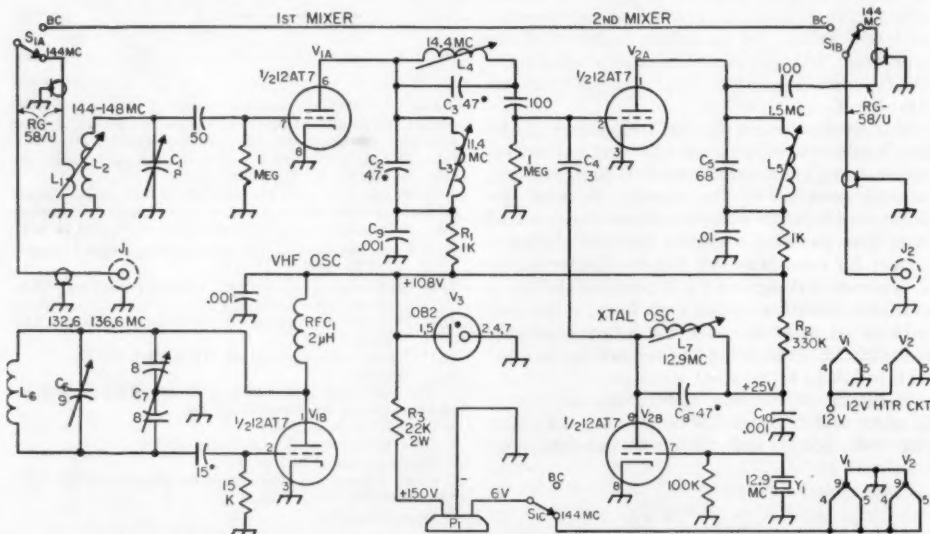 BC 1ST MIXER 2ND MIXER BC 144 MC
S1A 144MC
V1A 14.4MC L4
V2A
S1B
1/2 12AT7
6
1/2 12AT7
1
100
144-148MC
50
C3 47*
100
RG-58/U
1.5MC
RG-58/U
7
2
L1 L2
C1 8
1 MEG
8
C2 47*
L3 11.4 MC
1 MEG
C4 3
3
C5 68
L5
C9 .001
R1 1K
.01
1K
J1
VHF OSC
J2
.001
+108V
V3
XTAL OSC
132.6 136.6MC
RFC1 2μH
OB2
1,5
2,4,7
L7 12.9MC
R2 330K
V1 V2
L6
C6 9
8
C7
8
4 5 4 5
12V
12V HTR CKT
+25V
C8 47*
C10 .001
1/2 12AT7
1
V1B
R3 22K 2W
1/2 12AT7
6
V2B
15*
2
7
15 K
3
+150V
6V
BC
8
100K
12.9 MC
Y1
V1 V2
9 9
4 5 4 5
P1
S1C
144MC